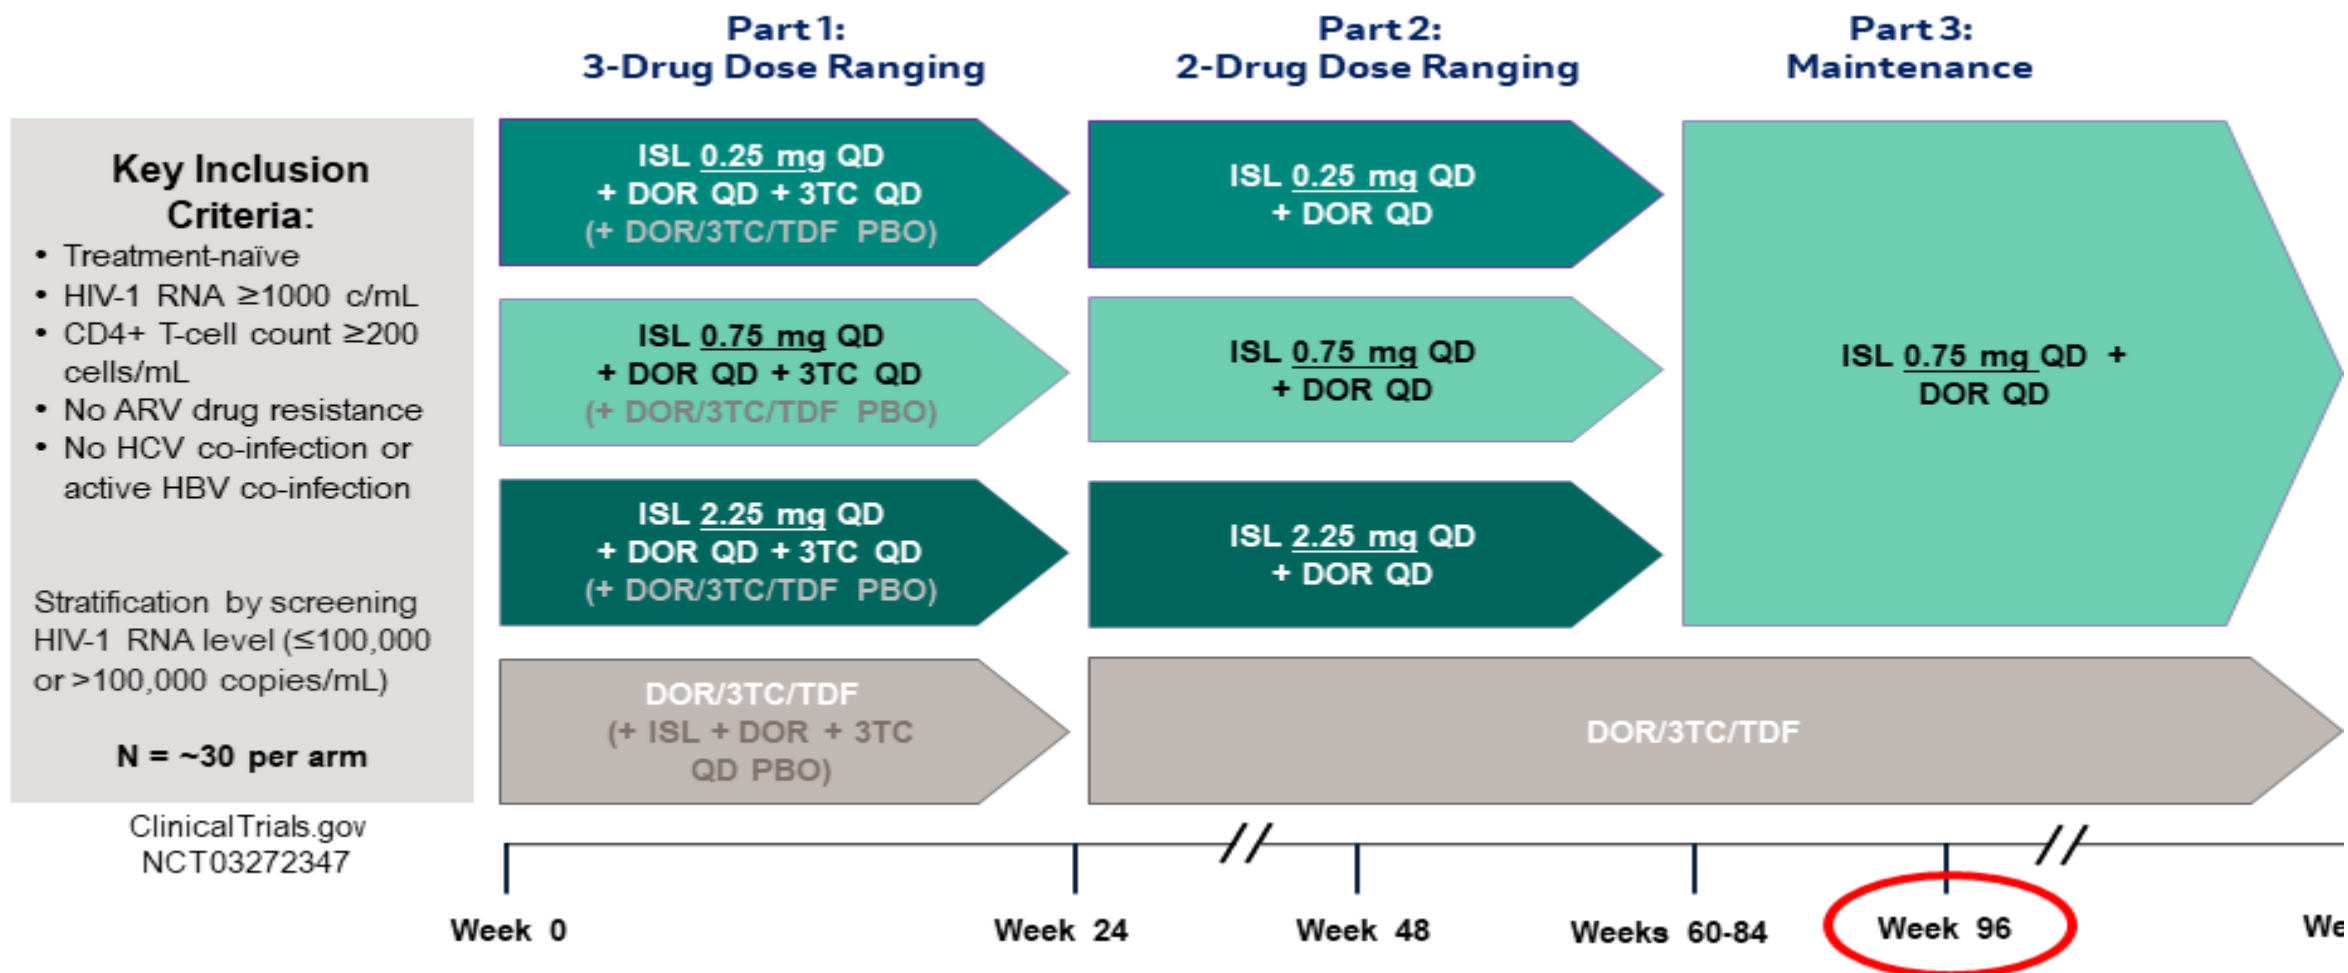 Part 1:
3-Drug Dose Ranging
Part 2:
2-Drug Dose Ranging
Part 3:
Maintenance
Key Inclusion
Criteria:
• Treatment-naïve
• HIV-1 RNA ≥1000 c/mL
• CD4+ T-cell count ≥200
cells/mL
• No ARV drug resistance
• No HCV co-infection or
active HBV co-infection
Stratification by screening
HIV-1 RNA level (≤100,000
or >100,000 copies/mL)
N = ~30 per arm
ClinicalTrials.gov
NCT03272347
ISL 0.25 mg QD
+ DOR QD + 3TC QD
(+ DOR/3TC/TDF PBO)
ISL 0.25 mg QD
+ DOR QD
ISL 0.75 mg QD
+ DOR QD + 3TC QD
(+ DOR/3TC/TDF PBO)
ISL 0.75 mg QD
+ DOR QD
ISL 0.75 mg QD +
DOR QD
ISL 2.25 mg QD
+ DOR QD + 3TC QD
(+ DOR/3TC/TDF PBO)
ISL 2.25 mg QD
+ DOR QD
DOR/3TC/TDF
(+ ISL + DOR + 3TC
QD PBO)
DOR/3TC/TDF
Week 0
Week 24
Week 48
Weeks 60-84
Week 96